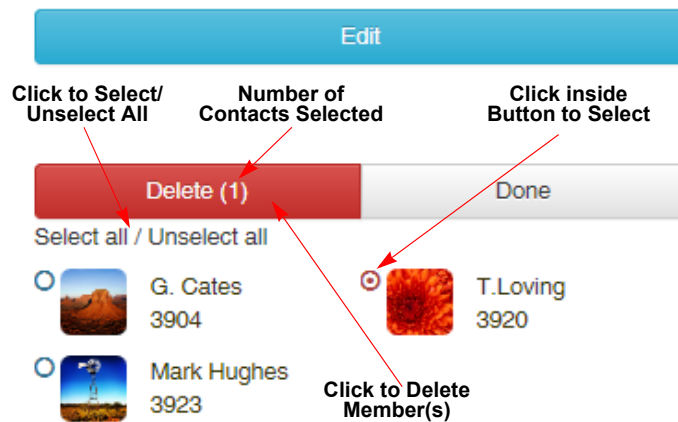 Edit
Click to Select/
Unselect All
Number of
Contacts Selected
Click inside
Button to Select
Delete (1)
Done
Select all / Unselect all
G. Cates
3904
T.Loving
3920
Mark Hughes
3923
Click to Delete
Member(s)